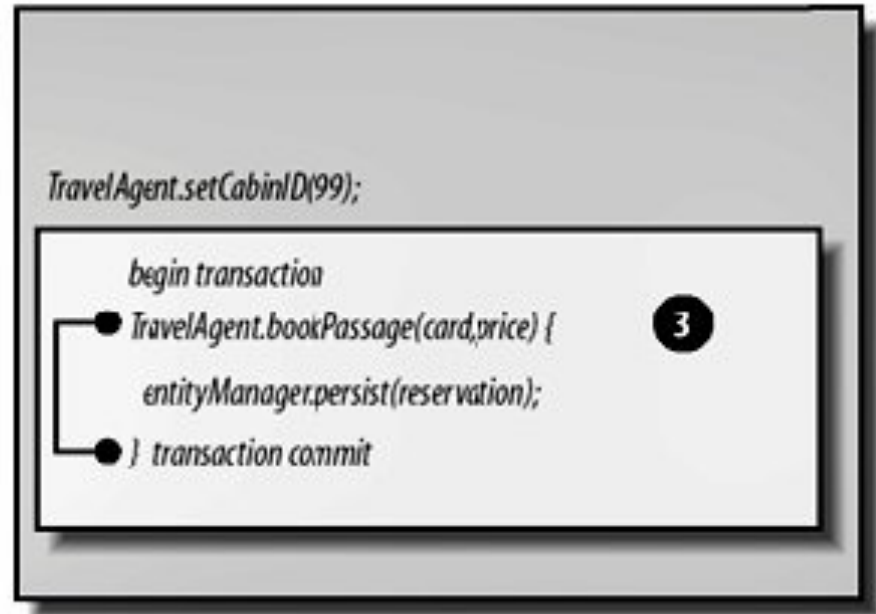 TravelAgent.setCabinID(99);
begin transaction
TravelAgent.bookPassage(card,price) {
3
entityManager.persist(reservation);
} transaction commit